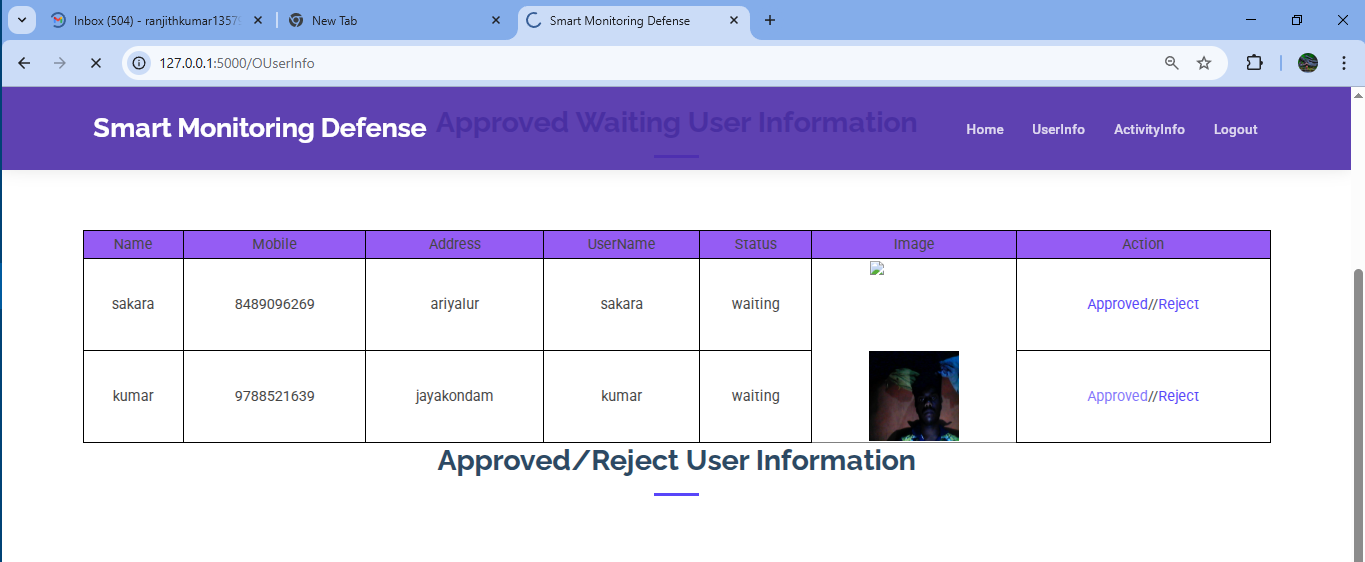 Inbox (504) - ranjithkumar1357
New Tab
Smart Monitoring Defense
127.0.0.1:5000/OUserInfo
Smart Monitoring Defense
Approved Waiting User Information
Home UserInfo ActivityInfo Logout
Name Mobile Address UserName Status Image Action
sakara 8489096269 ariyalur sakara waiting Approved//Reject
kumar 9788521639 jayakondam kumar waiting Approved//Reject
Approved/Reject User Information